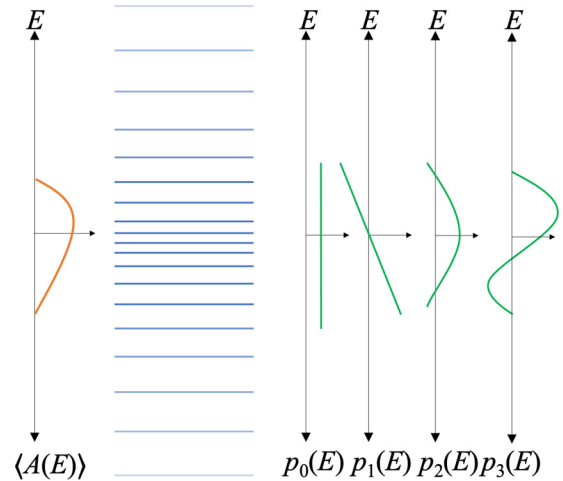 E E E E E
⟨A(E)⟩ p₀(E) p₁(E) p₂(E) p₃(E)